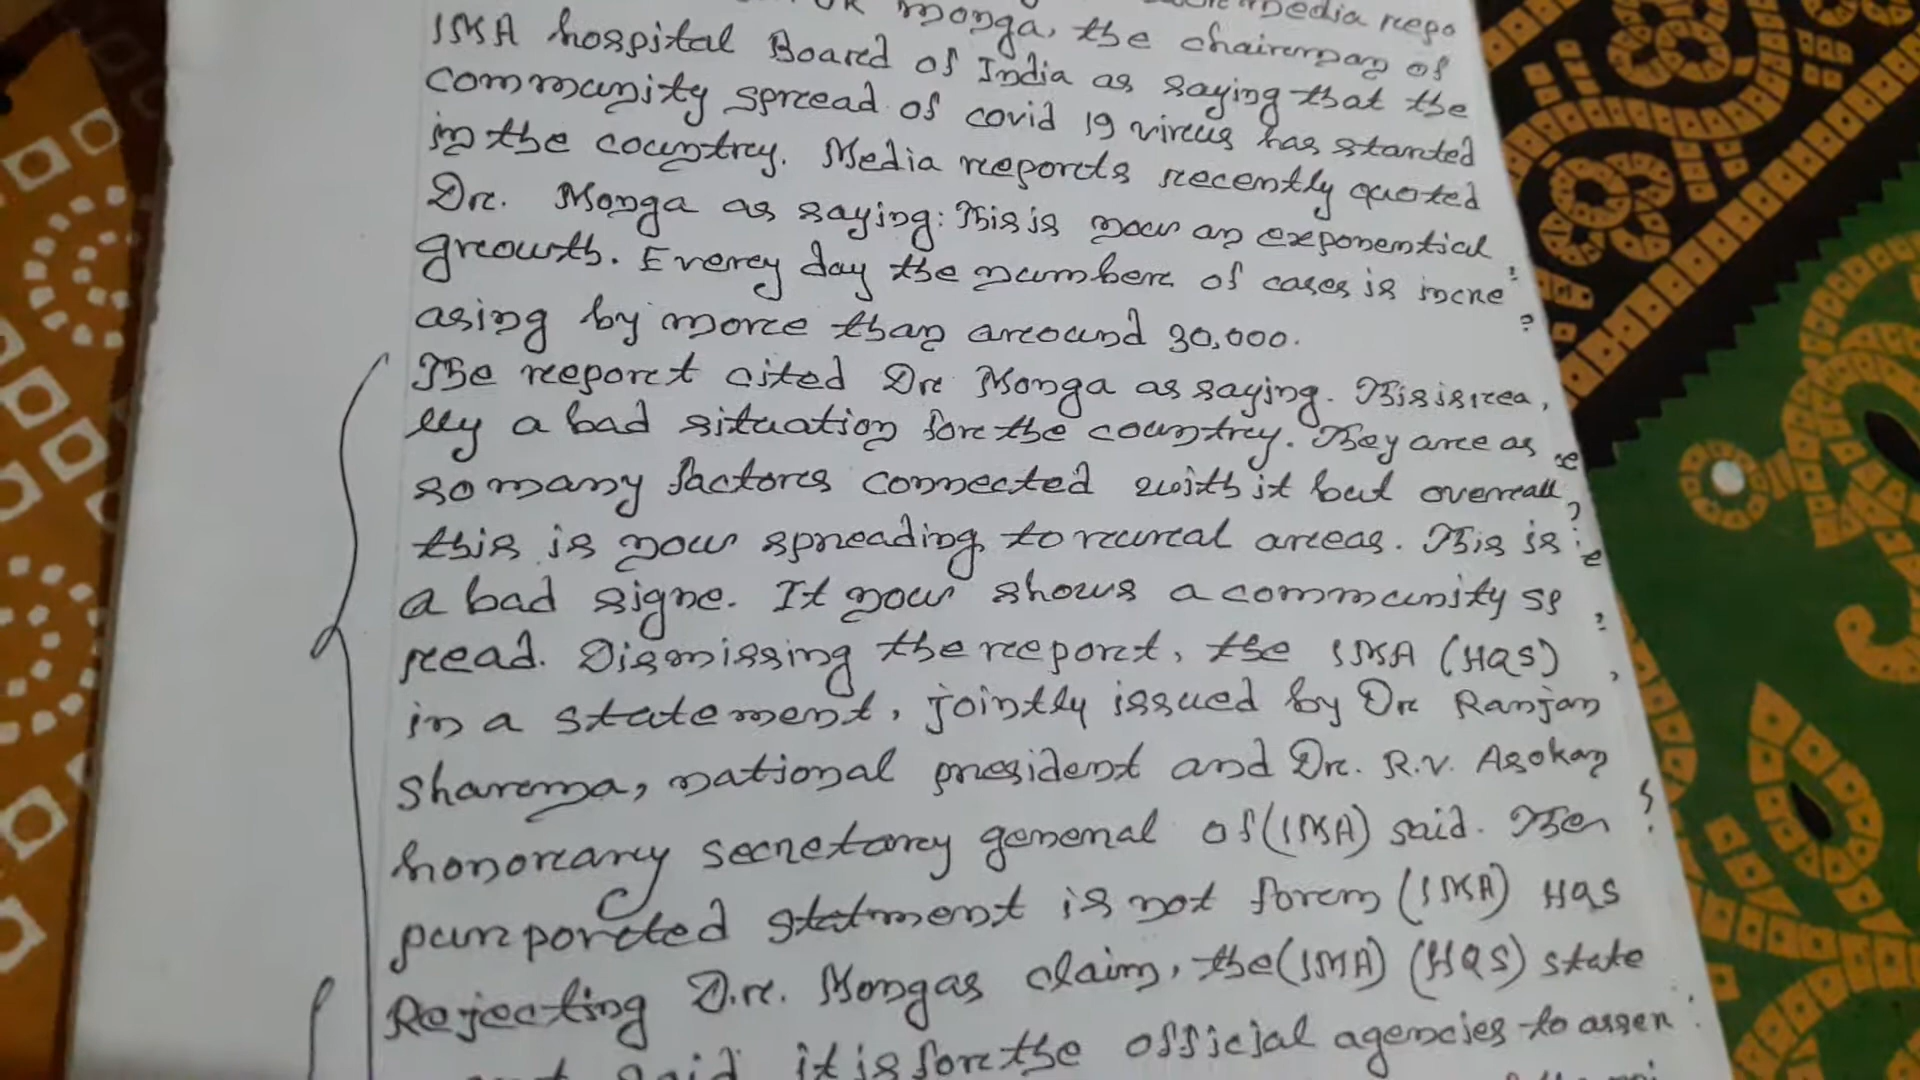 Monga, the chairman of
IMA hospital Board of India as saying that the
community spread of covid 19 virus has started
in the country. Media reports recently quoted
Dr. Monga as saying: This is now an exponential
growth. Every day the number of cases is incre
asing by more than around 30,000.
The report cited Dr Monga as saying. This is rea,
lly a bad situation for the country. They are as
so many factors connected with it but overall
this is now spreading to rural areas. This is
a bad signe. It now shows a community sp
read. Dismissing the report, the IMA (HQS)
in a statement, jointly issued by Dr Ranjan
Sharma, national president and Dr. R.V. Asokan
honorary secretary general of (IMA) said. The
purported statment is not form (IMA) HQS
Rejecting D.r. Mongas claim, the (IMA) (HQS) state
said it is for the official agencies to assen